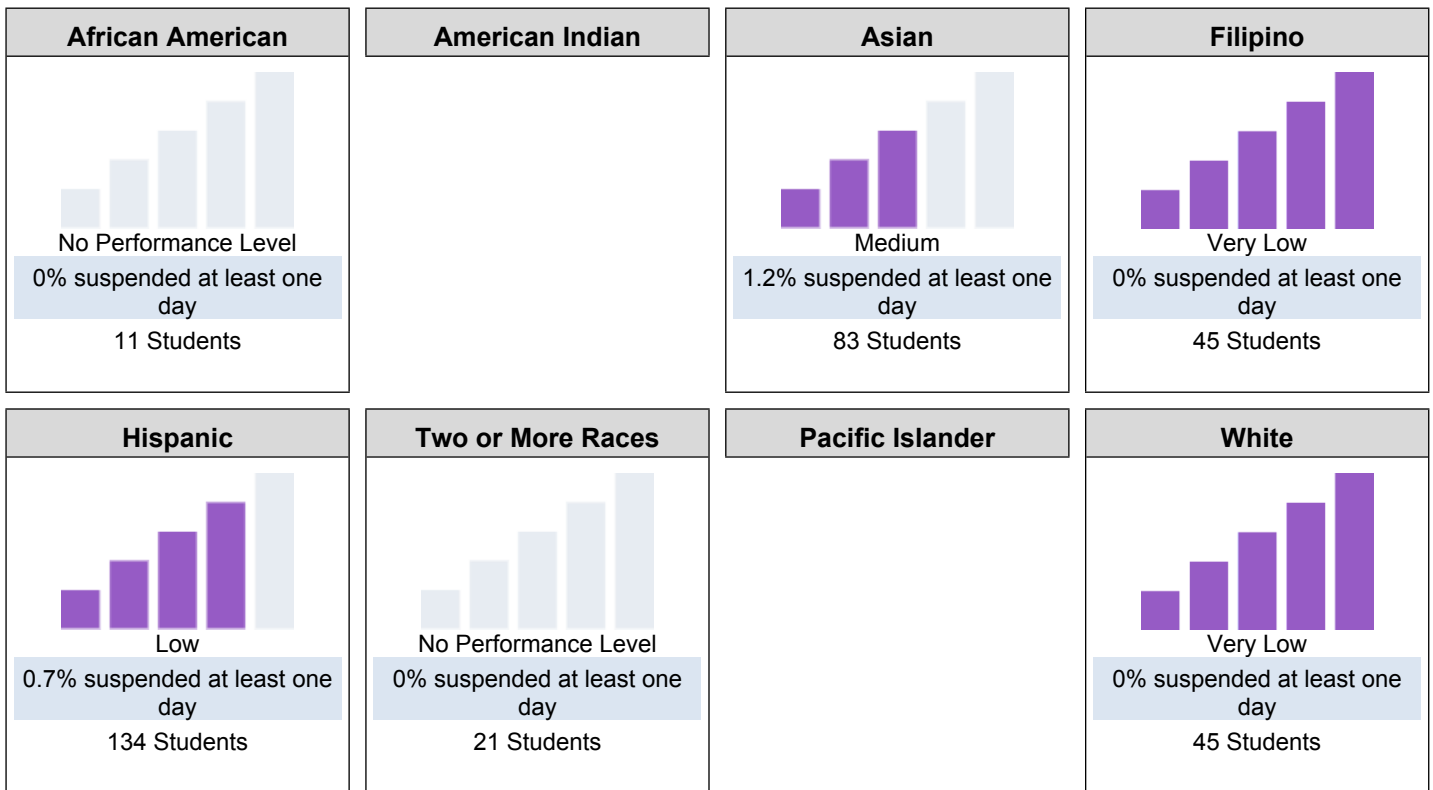 African American
No Performance Level
0% suspended at least one
day
11 Students
American Indian
Asian
Medium
1.2% suspended at least one
day
83 Students
Filipino
Very Low
0% suspended at least one
day
45 Students
Hispanic
Low
0.7% suspended at least one
day
134 Students
Two or More Races
No Performance Level
0% suspended at least one
day
21 Students
Pacific Islander
White
Very Low
0% suspended at least one
day
45 Students